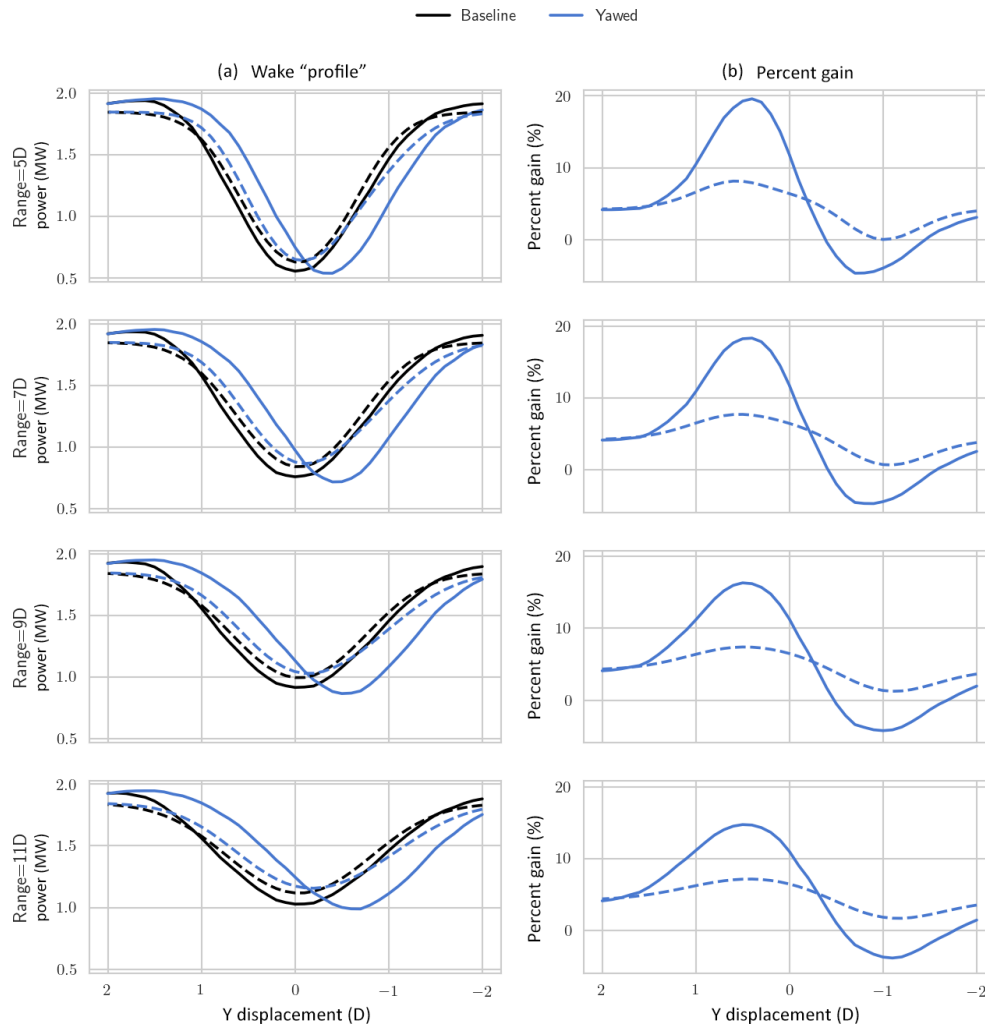 Baseline Yawed
(a) Wake “profile”
(b) Percent gain
Range=5D
power (MW)
2.0
1.5
1.0
0.5
Percent gain (%)
20
10
0
Range=7D
power (MW)
2.0
1.5
1.0
0.5
Percent gain (%)
20
10
0
Range=9D
power (MW)
2.0
1.5
1.0
0.5
Percent gain (%)
20
10
0
Range=11D
power (MW)
2.0
1.5
1.0
0.5
Percent gain (%)
20
10
0
2 1 0 −1 −2
Y displacement (D)
2 1 0 −1 −2
Y displacement (D)